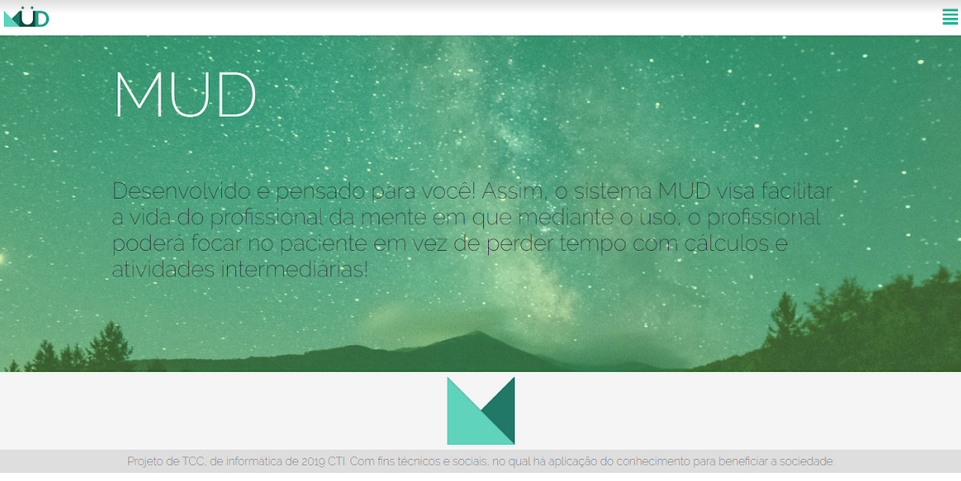 MÜD
MUD
Desenvolvido e pensado para você! Assim, o sistema MUD visa facilitar
a vida do profissional da mente em que mediante o uso, o profissional
poderá focar no paciente em vez de perder tempo com cálculos e
atividades intermediárias!
Projeto de TCC, de informática de 2019 CTI. Com fins técnicos e sociais, no qual há aplicação do conhecimento para beneficiar a sociedade.